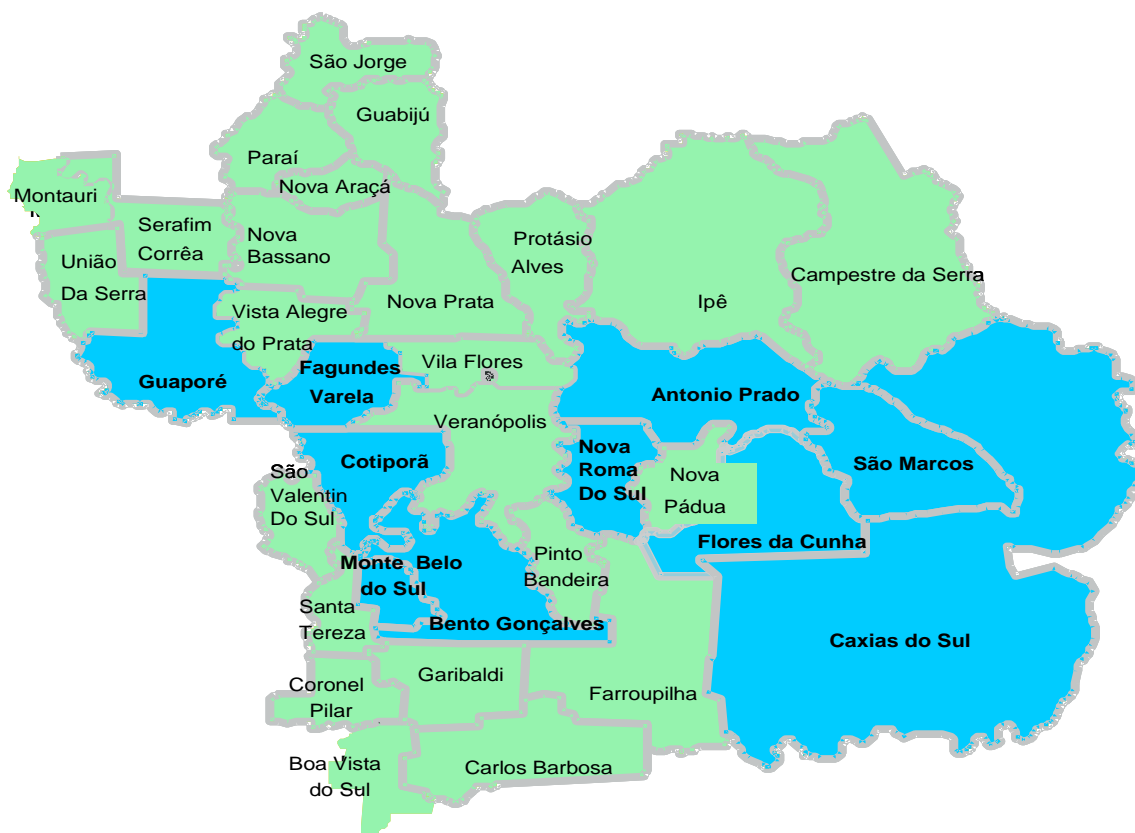 São Jorge
Guabijú
Paraí
Nova Araçá
Montauri
Serafim
Corrêa
União
Da Serra
Nova
Bassano
Protásio
Alves
Campestre da Serra
Ipê
Nova Prata
Vista Alegre
do Prata
Guaporé
Fagundes
Varela
Vila Flores
Antonio Prado
Veranópolis
Cotiporã
São
Valentin
Do Sul
Nova
Roma
Do Sul
Nova
Pádua
São Marcos
Flores da Cunha
Monte Belo
do Sul
Pinto
Bandeira
Santa
Tereza
Bento Gonçalves
Caxias do Sul
Garibaldi
Coronel
Pilar
Farroupilha
Boa Vista
do Sul
Carlos Barbosa